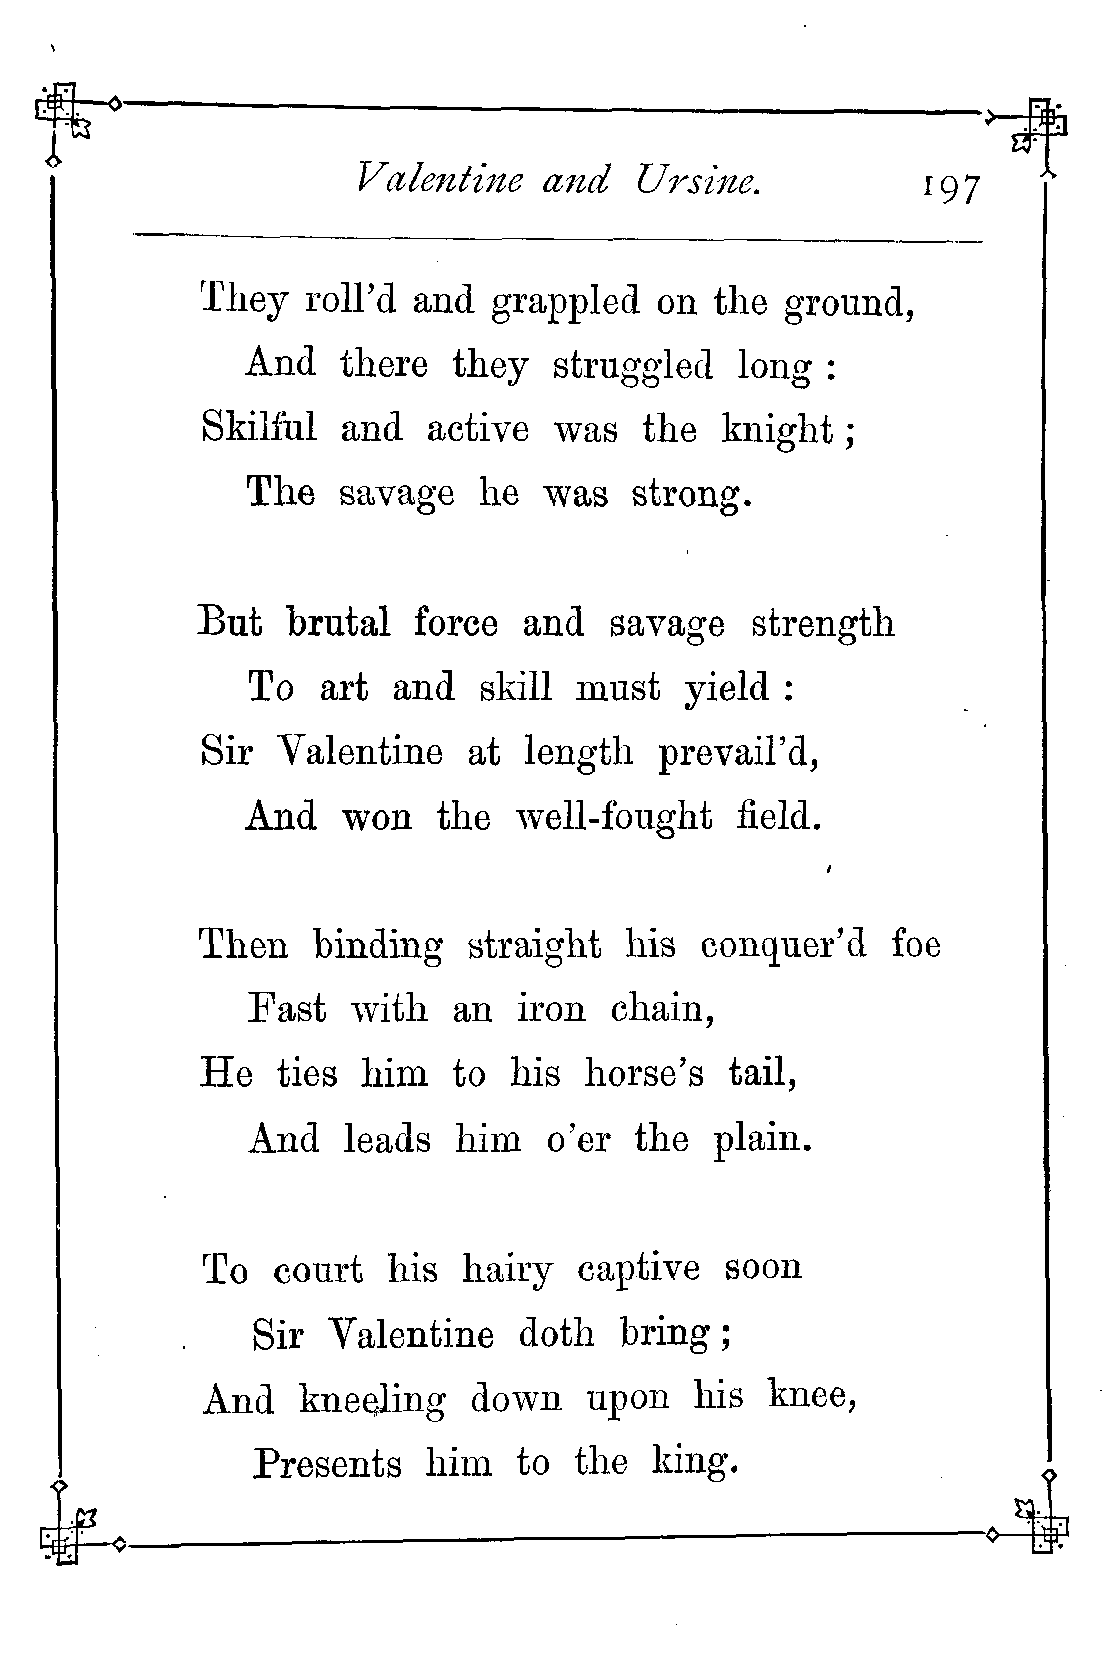 Valentine and Ursine. 197
They roll'd and grappled on the ground,
And there they struggled long :
Skilful and active was the knight ;
The savage he was strong.
But brutal force and savage strength
To art and skill must yield :
Sir Valentine at length prevail'd,
And won the well-fought field.
Then binding straight his conquer'd foe
Fast with an iron chain,
He ties him to his horse's tail,
And leads him o'er the plain.
To court his hairy captive soon
Sir Valentine doth bring ;
And kneeling down upon his knee,
Presents him to the king.